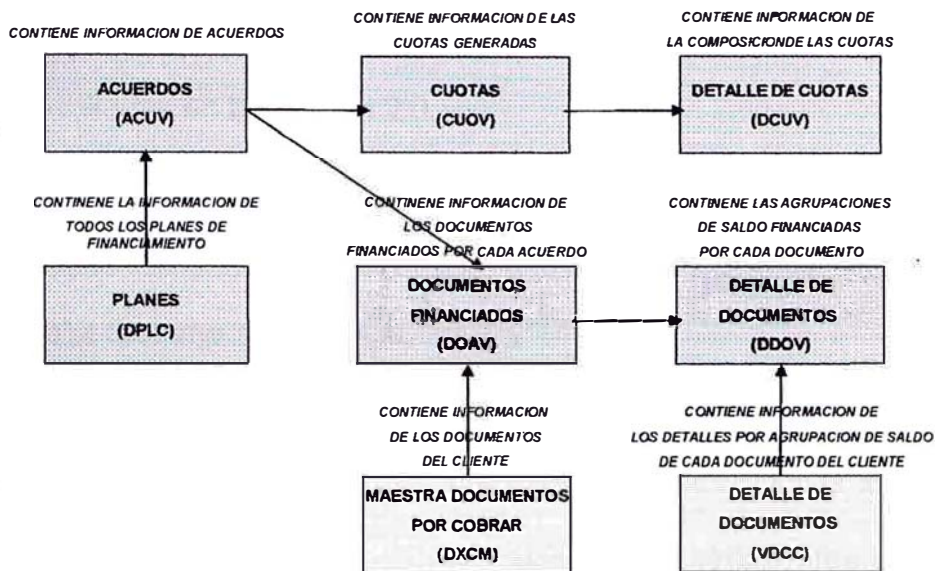 CONTIENE INFORMACION DE ACUERDOS
ACUERDOS
(ACUV)
CONTIENE INFORMACION DE LAS
CUOTAS GENERADAS
CUOTAS
(CUOV)
CONTIENE INFORMACION DE
LA COMPOSICIONDE LAS CUOTAS
DETALLE DE CUOTAS
(DCUV)
CONTINENE LA INFORMACION DE
TODOS LOS PLANES DE
FINANCIAMIENTO
PLANES
(DPLC)
CONTINENE INFORMACION DE
LOS DOCUMENTOS
FINANCIADOS POR CADA ACUERDO
DOCUMENTOS
FINANCIADOS
(DOAV)
CONTINENE LAS AGRUPACIONES
DE SALDO FINANCIADAS
POR CADA DOCUMENTO
DETALLE DE
DOCUMENTOS
(DDOV)
CONTIENE INFORMACION
DE LOS DOCUMENTOS
DEL CLIENTE
MAESTRA DOCUMENTOS
POR COBRAR
(DXCM)
CONTIENE INFORMACION DE
LOS DETALLES POR AGRUPACION DE SALDO
DE CADA DOCUMENTO DEL CLIENTE
DETALLE DE
DOCUMENTOS
(VDCC)